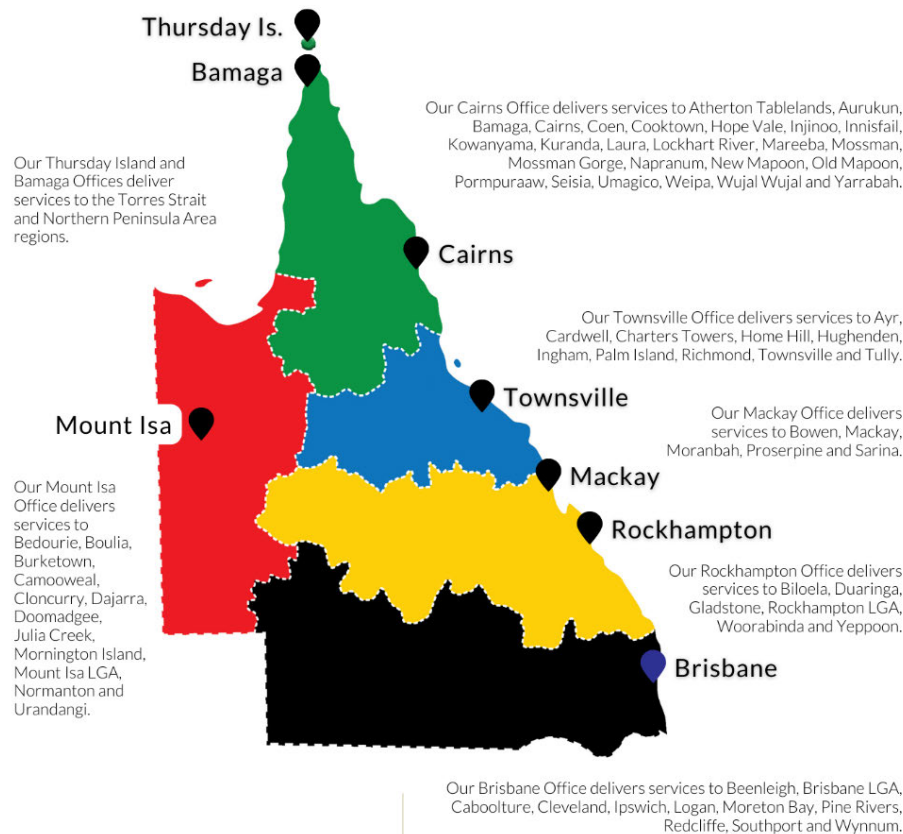 Thursday Is.
Bamaga
Our Cairns Office delivers services to Atherton Tablelands, Aurukun,
Bamaga, Cairns, Coen, Cooktown, Hope Vale, Injinoo, Innisfail,
Kowanyama, Kuranda, Laura, Lockhart River, Mareeba, Mossman,
Mossman Gorge, Napranum, New Mapoon, Old Mapoon,
Pormpuraaw, Seisia, Umagico, Weipa, Wujal Wujal and Yarrabah.
Our Thursday Island and
Bamaga Offices deliver
services to the Torres Strait
and Northern Peninsula Area
regions.
Cairns
Our Townsville Office delivers services to Ayr,
Cardwell, Charters Towers, Home Hill, Hughenden,
Ingham, Palm Island, Richmond, Townsville and Tully.
Townsville
Mount Isa
Our Mackay Office delivers
services to Bowen, Mackay,
Moranbah, Proserpine and Sarina.
Mackay
Our Mount Isa
Office delivers
services to
Bedourie, Boulia,
Burketown,
Camooweal,
Cloncurry, Dajarra,
Doomadgee,
Julia Creek,
Mornington Island,
Mount Isa LGA,
Normanton and
Urandangi.
Rockhampton
Our Rockhampton Office delivers
services to Biloela, Duaringa,
Gladstone, Rockhampton LGA,
Woorabinda and Yeppoon.
Brisbane
Our Brisbane Office delivers services to Beenleigh, Brisbane LGA,
Caboolture, Cleveland, Ipswich, Logan, Moreton Bay, Pine Rivers,
Redcliffe, Southport and Wynnum.